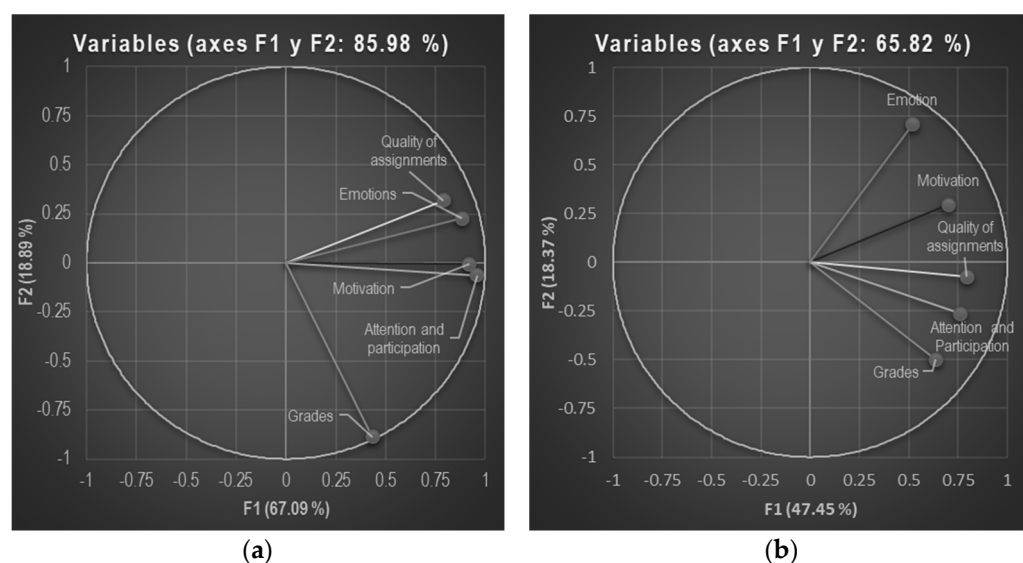 Variables (axes F1 y F2: 85.98 %)
1
0.75
0.5
0.25
0
-0.25
-0.5
-0.75
-1
F2 (18.89 %)
Quality of
assignments
Emotions
Motivation
Attention and
participation
Grades
-1 -0.75 -0.5 -0.25 0 0.25 0.5 0.75 1
F1 (67.09 %)
(a)
Variables (axes F1 y F2: 65.82 %)
1
0.75
0.5
0.25
0
-0.25
-0.5
-0.75
-1
F2 (18.37 %)
Emotion
Motivation
Quality of
assignments
Attention and
Participation
Grades
-1 -0.75 -0.5 -0.25 0 0.25 0.5 0.75 1
F1 (47.45 %)
(b)